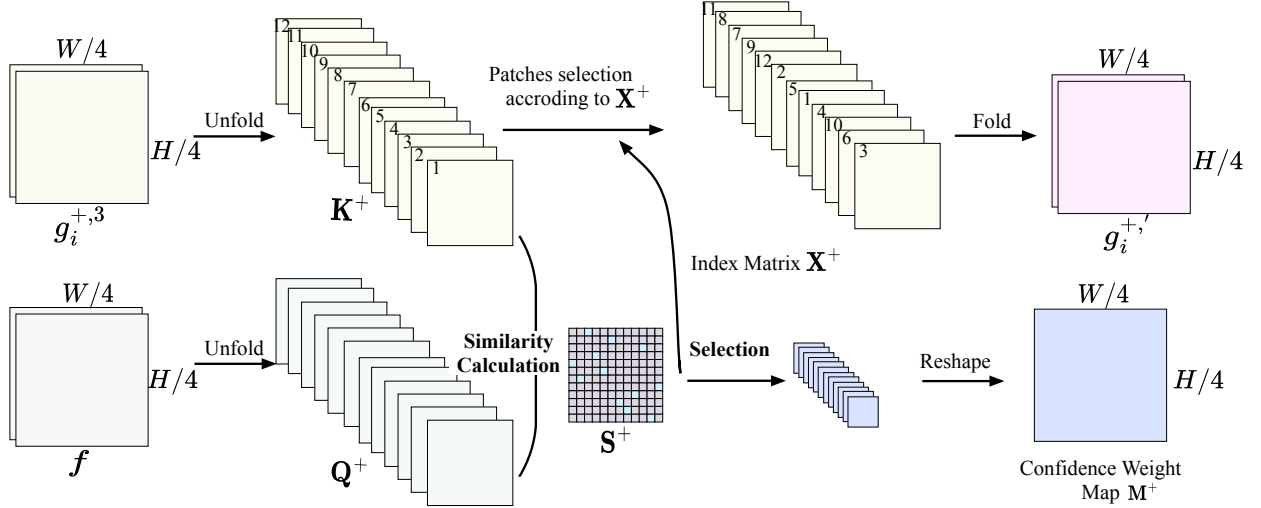 W/4
H/4
g_i^{+,3}
Unfold
12
11
10
9
8
7
6
5
4
3
2
1
K^+
Patches selection
accroding to X^+
11
8
7
9
12
2
5
1
4
10
6
3
Fold
W/4
H/4
g_i^{+,'}
Index Matrix X^+
W/4
H/4
f
Unfold
Q^+
Similarity
Calculation
S^+
Selection
Reshape
W/4
H/4
Confidence Weight
Map M^+